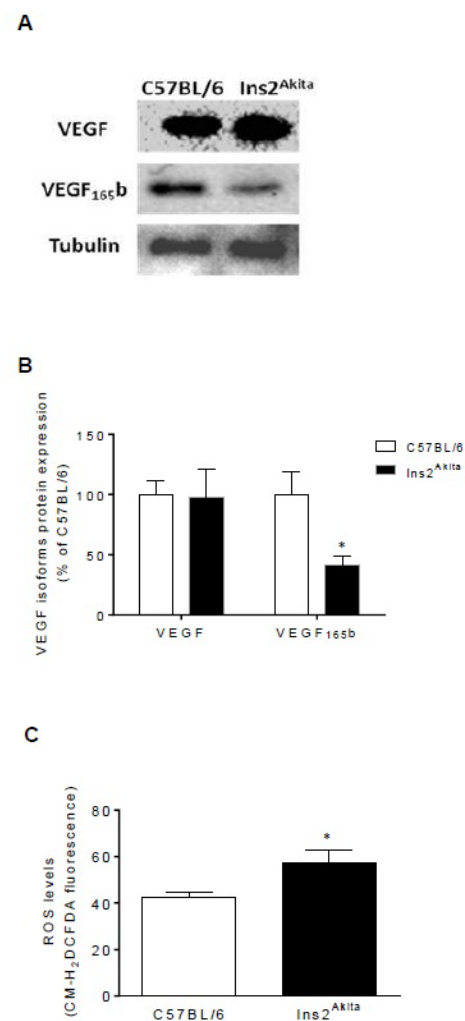 A
C57BL/6 Ins2Akita
VEGF
VEGF165b
Tubulin
B
VEGF isoforms protein expression
(% of C57BL/6)
150
100
50
0
VEGF VEGF165b
*
C57BL/6
Ins2Akita
C
ROS levels
(CM-H2DCFDA fluorescence)
80
60
40
20
0
*
C57BL/6 Ins2Akita